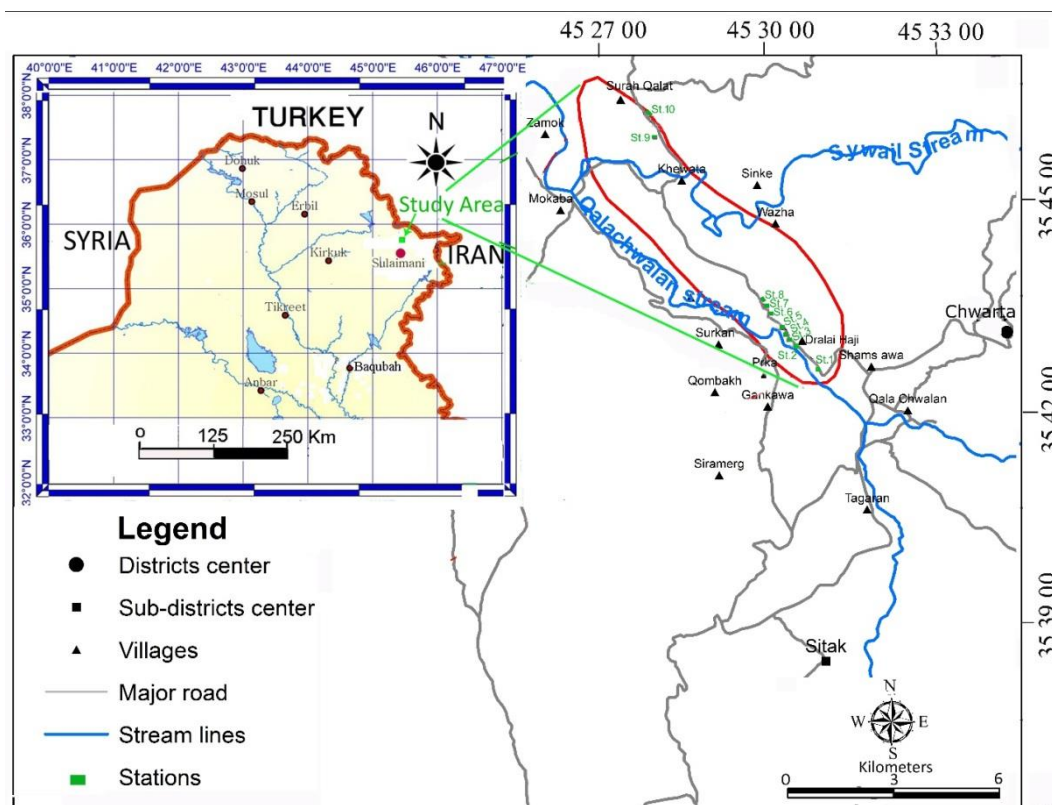 45 27 00
45 30 00
45 33 00
40°0'0"E
41°0'0"E
43°0'0"E
44°0'0"E
45°0'0"E
46°0'0"E
47°0'0"E
38°0'0"N
37°0'0"N
36°0'0"N
35°0'0"N
34°0'0"N
33°0'0"N
32°0'0"N
TURKEY
N
Dohuk
Mosul
Erbil
Study Area
SYRIA
IRAN
Kirkuk
Sulaimani
Tikreet
Baqubah
Anbar
0
125
250 Km
Surah Qalat
St.10
Zamok
St.9
Sywail Stream
Khewata
Sinke
Mokaba
Wazha
35 45 00
Qalachwalan stream
St.8
St.7
St.6
Chwarta
Surkan
Dralai Haji
St.2
St.1
Shams awa
Prka
Qombakh
Gankawa
Qala Chwalan
35 42 00
Siramerg
Tagaran
35 39 00
Sitak
Legend
Districts center
Sub-districts center
Villages
Major road
Stream lines
Stations
N
W
E
S
Kilometers
0
3
6